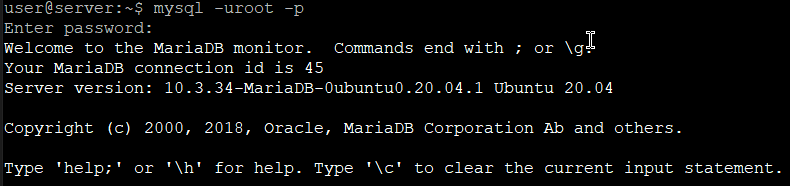 user@server:~$ mysql -uroot -p
Enter password:
Welcome to the MariaDB monitor.  Commands end with ; or \g.
Your MariaDB connection id is 45
Server version: 10.3.34-MariaDB-0ubuntu0.20.04.1 Ubuntu 20.04

Copyright (c) 2000, 2018, Oracle, MariaDB Corporation Ab and others.

Type 'help;' or '\h' for help. Type '\c' to clear the current input statement.